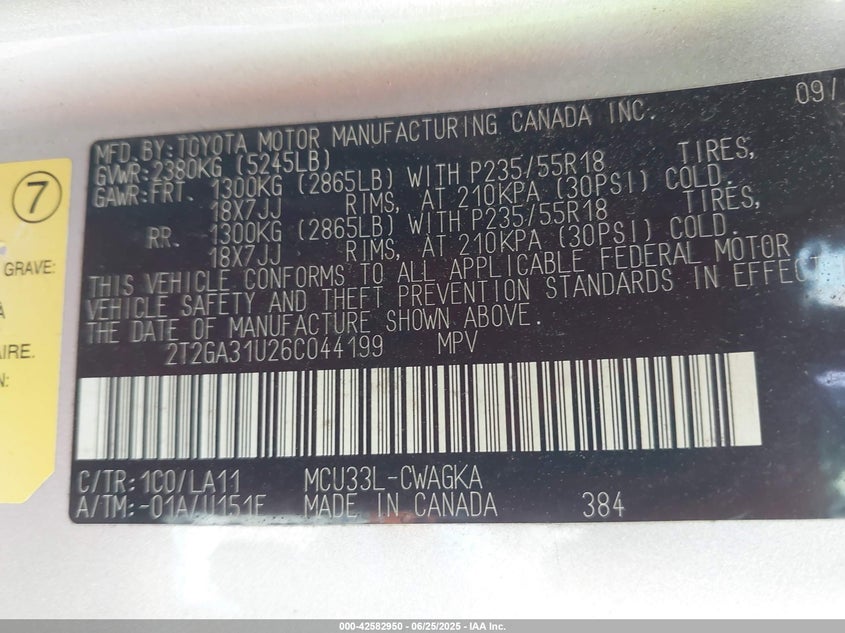 09/
MFD.BY:TOYOTA MOTOR MANUFACTURING CANADA INC.
GVWR:2380KG (5245LB)
GAWR:FRT. 1300KG (2865LB) WITH P235/55R18 TIRES,
18X7JJ RIMS, AT 210KPA (30PSI) COLD.
RR. 1300KG (2865LB) WITH P235/55R18 TIRES,
18X7JJ RIMS, AT 210KPA (30PSI) COLD.
THIS VEHICLE CONFORMS TO ALL APPLICABLE FEDERAL MOTOR
VEHICLE SAFETY AND THEFT PREVENTION STANDARDS IN EFFECT
THE DATE OF MANUFACTURE SHOWN ABOVE.
2T2GA31U26C044199 MPV
C/TR:1C0/LA11 MCU33L-CWAGKA
A/TM:-01A/U151F MADE IN CANADA 384
7
GRAVE:
A
AIRE.
N:
000-42582950 - 06/25/2025 - IAA Inc.